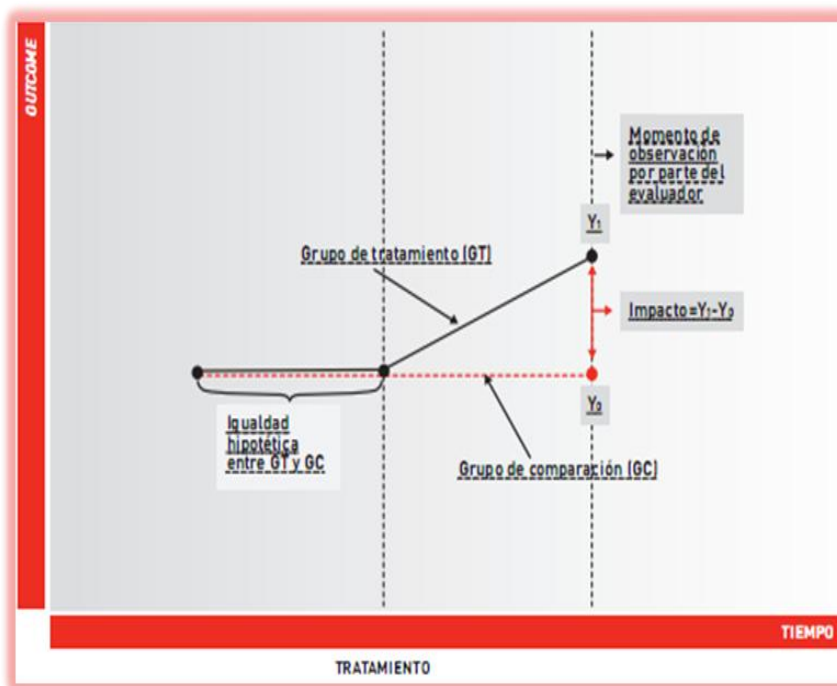 OUTCOME
Momento de
observación
por parte del
evaluador
Y1
Grupo de tratamiento (GT)
Impacto=Y1-Y0
Y0
Igualdad
hipotética
entre GT y GC
Grupo de comparación (GC)
TIEMPO
TRATAMIENTO